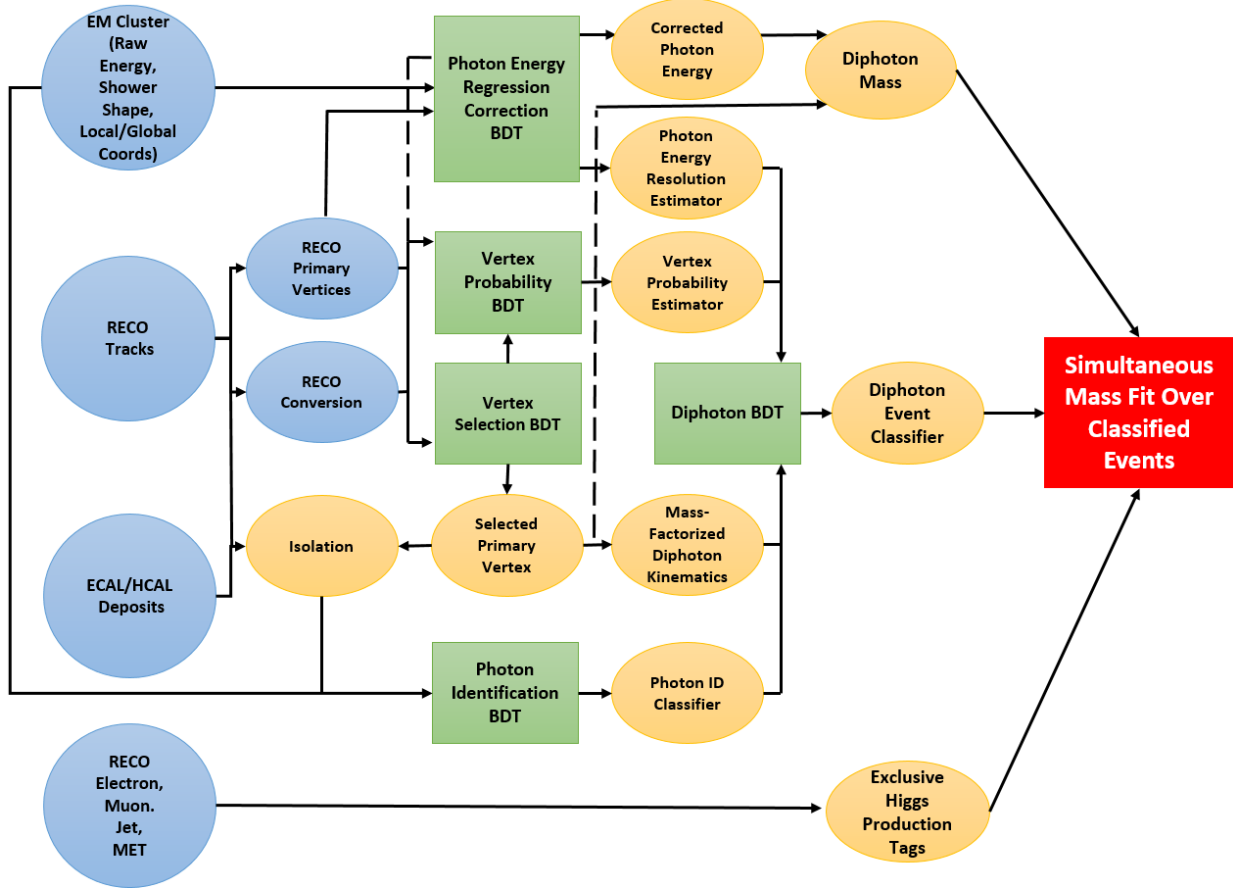 EM Cluster
(Raw
Energy,
Shower
Shape,
Local/Global
Coords)
Photon Energy
Regression
Correction
BDT
Corrected
Photon
Energy
Diphoton
Mass
Photon
Energy
Resolution
Estimator
RECO
Primary
Vertices
Vertex
Probability
BDT
Vertex
Probability
Estimator
RECO
Tracks
RECO
Conversion
Vertex
Selection BDT
Diphoton BDT
Diphoton
Event
Classifier
Simultaneous
Mass Fit Over
Classified
Events
ECAL/HCAL
Deposits
Isolation
Selected
Primary
Vertex
Mass-
Factorized
Diphoton
Kinematics
Photon
Identification
BDT
Photon ID
Classifier
RECO
Electron,
Muon.
Jet,
MET
Exclusive
Higgs
Production
Tags